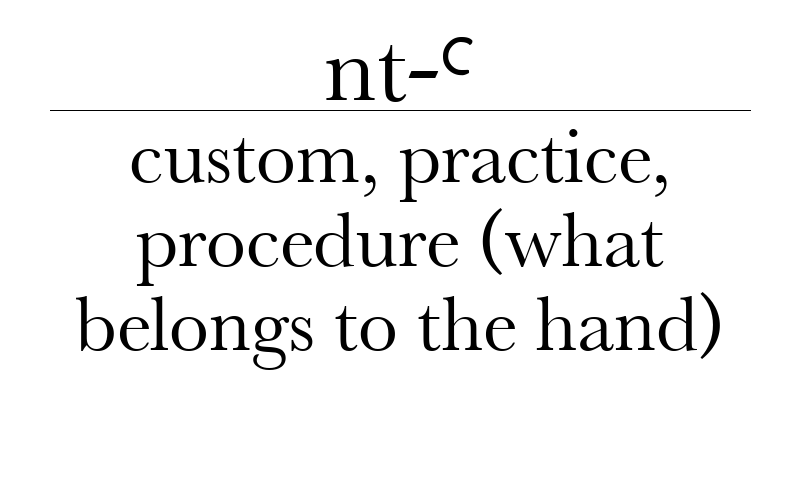 nt-ꜥ
custom, practice,
procedure (what
belongs to the hand)